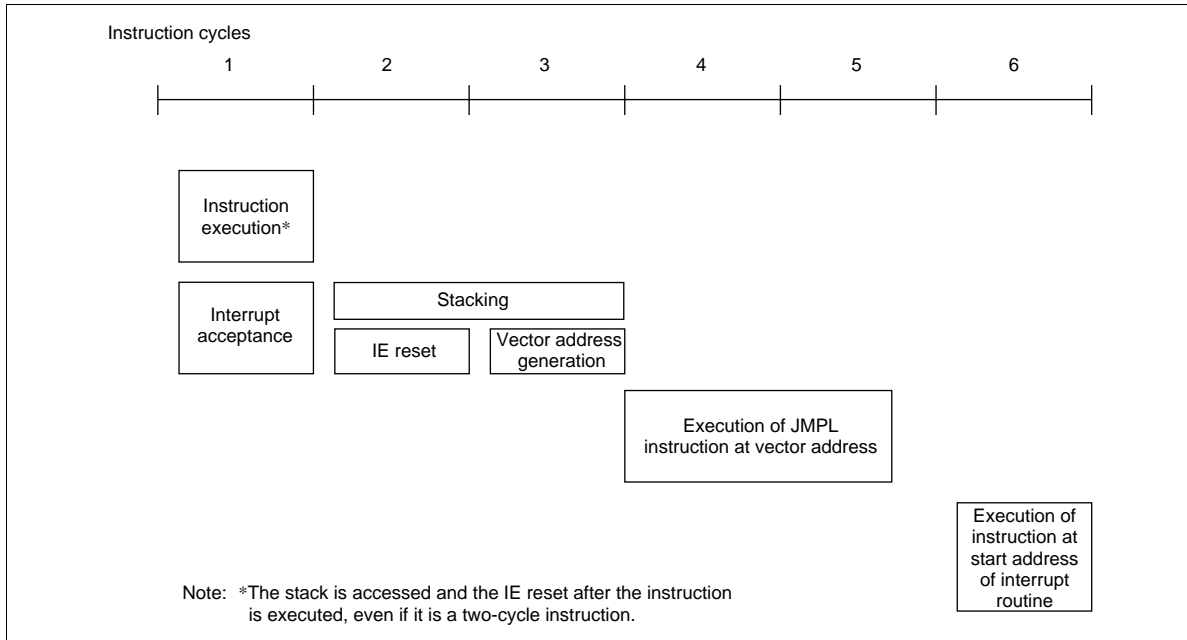 Instruction cycles
1 2 3 4 5 6
Instruction
execution*
Interrupt
acceptance
Stacking
IE reset
Vector address
generation
Execution of JMPL
instruction at vector address
Execution of
instruction at
start address
of interrupt
routine
Note: *The stack is accessed and the IE reset after the instruction
is executed, even if it is a two-cycle instruction.